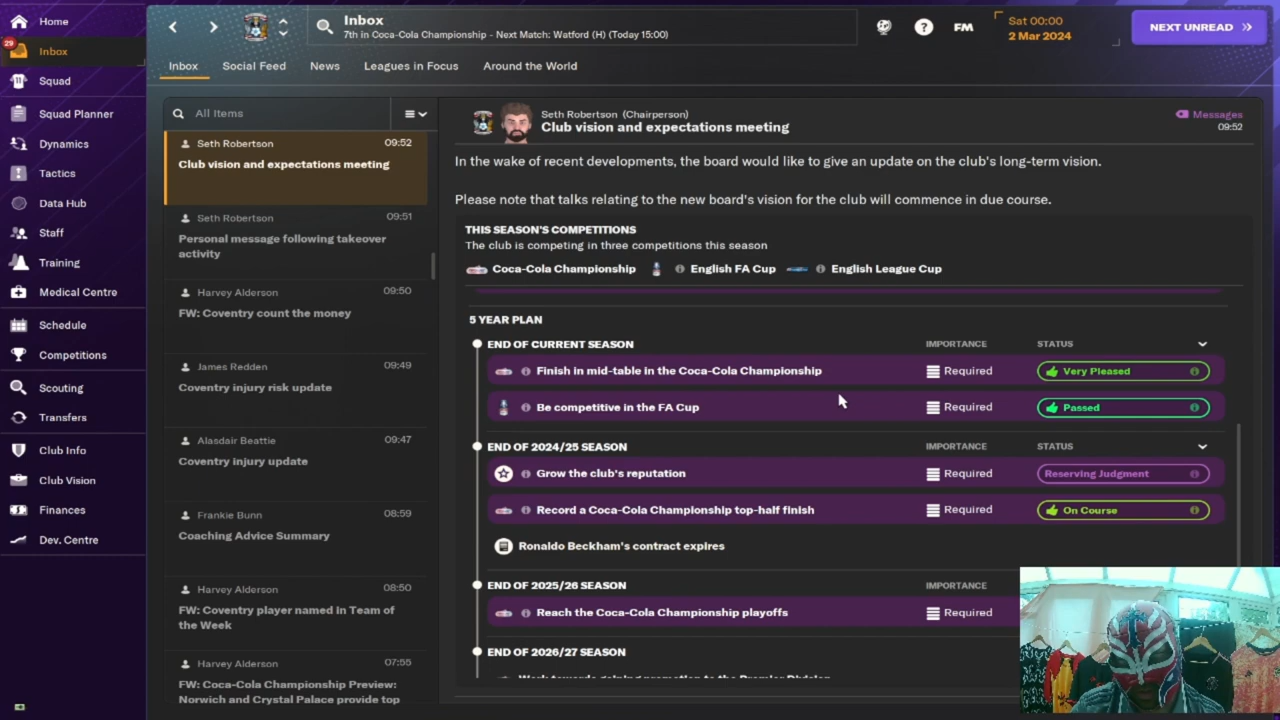 Home
29
Inbox
Squad
Squad Planner
Dynamics
Tactics
Data Hub
Staff
Training
Medical Centre
Schedule
Competitions
Scouting
Transfers
Club Info
Club Vision
Finances
Dev. Centre
Inbox
7th in Coca-Cola Championship - Next Match: Watford (H) (Today 15:00)
?
FM
Sat 00:00
2 Mar 2024
NEXT UNREAD
Inbox
Social Feed
News
Leagues in Focus
Around the World
All Items
Seth Robertson 09:52
Club vision and expectations meeting
Seth Robertson 09:51
Personal message following takeover
activity
Harvey Alderson 09:50
FW: Coventry count the money
James Redden 09:49
Coventry injury risk update
Alasdair Beattie 09:47
Coventry injury update
Frankie Bunn 08:59
Coaching Advice Summary
Harvey Alderson 08:50
FW: Coventry player named in Team of
the Week
Harvey Alderson 07:55
FW: Coca-Cola Championship Preview:
Norwich and Crystal Palace provide top
Seth Robertson (Chairperson)
Club vision and expectations meeting
Messages
09:52
In the wake of recent developments, the board would like to give an update on the club's long-term vision.
Please note that talks relating to the new board's vision for the club will commence in due course.
THIS SEASON'S COMPETITIONS
The club is competing in three competitions this season
Coca-Cola Championship English FA Cup English League Cup
5 YEAR PLAN
END OF CURRENT SEASON IMPORTANCE STATUS
Finish in mid-table in the Coca-Cola Championship Required Very Pleased
Be competitive in the FA Cup Required Passed
END OF 2024/25 SEASON IMPORTANCE STATUS
Grow the club's reputation Required Reserving Judgment
Record a Coca-Cola Championship top-half finish Required On Course
Ronaldo Beckham's contract expires
END OF 2025/26 SEASON IMPORTANCE
Reach the Coca-Cola Championship playoffs Required
END OF 2026/27 SEASON
Work towards gaining promotion to the Premier Division